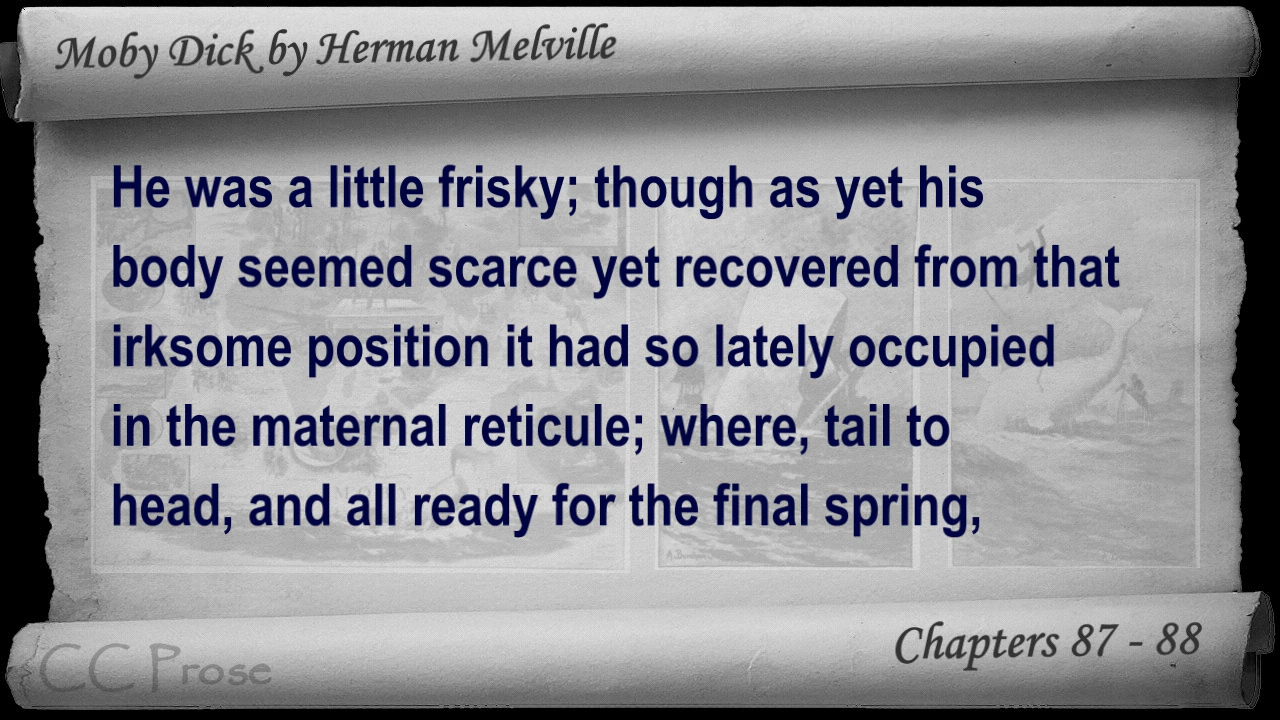 Moby Dick by Herman Melville
He was a little frisky; though as yet his
body seemed scarce yet recovered from that
irksome position it had so lately occupied
in the maternal reticule; where, tail to
head, and all ready for the final spring,
Chapters 87 - 88
CC Prose